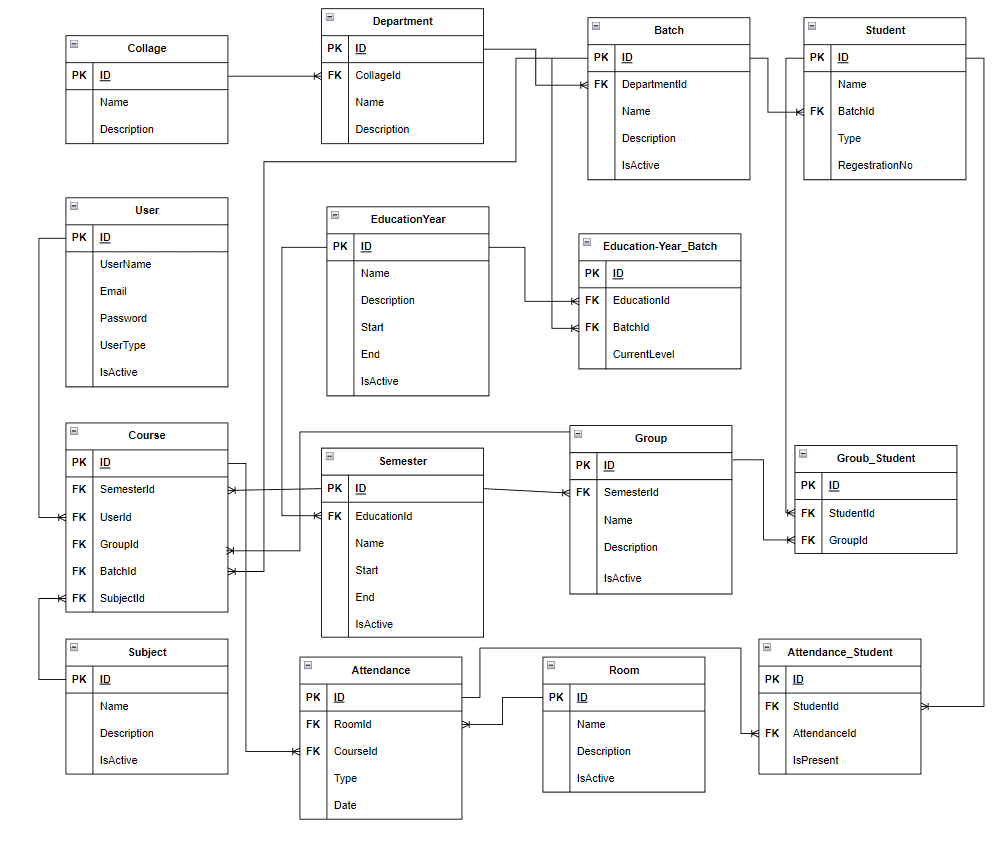 Collage
PK ID
Name
Description
Department
PK ID
FK CollageId
Name
Description
Batch
PK ID
FK DepartmentId
Name
Description
IsActive
Student
PK ID
Name
FK BatchId
Type
RegestrationNo
User
PK ID
UserName
Email
Password
UserType
IsActive
EducationYear
PK ID
Name
Description
Start
End
IsActive
Education-Year_Batch
PK ID
FK EducationId
FK BatchId
CurrentLevel
Course
PK ID
FK SemesterId
FK UserId
FK GroupId
FK BatchId
FK SubjectId
Semester
PK ID
FK EducationId
Name
Start
End
IsActive
Group
PK ID
FK SemesterId
Name
Description
IsActive
Groub_Student
PK ID
FK StudentId
FK GroupId
Subject
PK ID
Name
Description
IsActive
Attendance
PK ID
FK RoomId
FK CourseId
Type
Date
Room
PK ID
Name
Description
IsActive
Attendance_Student
PK ID
FK StudentId
FK AttendanceId
IsPresent